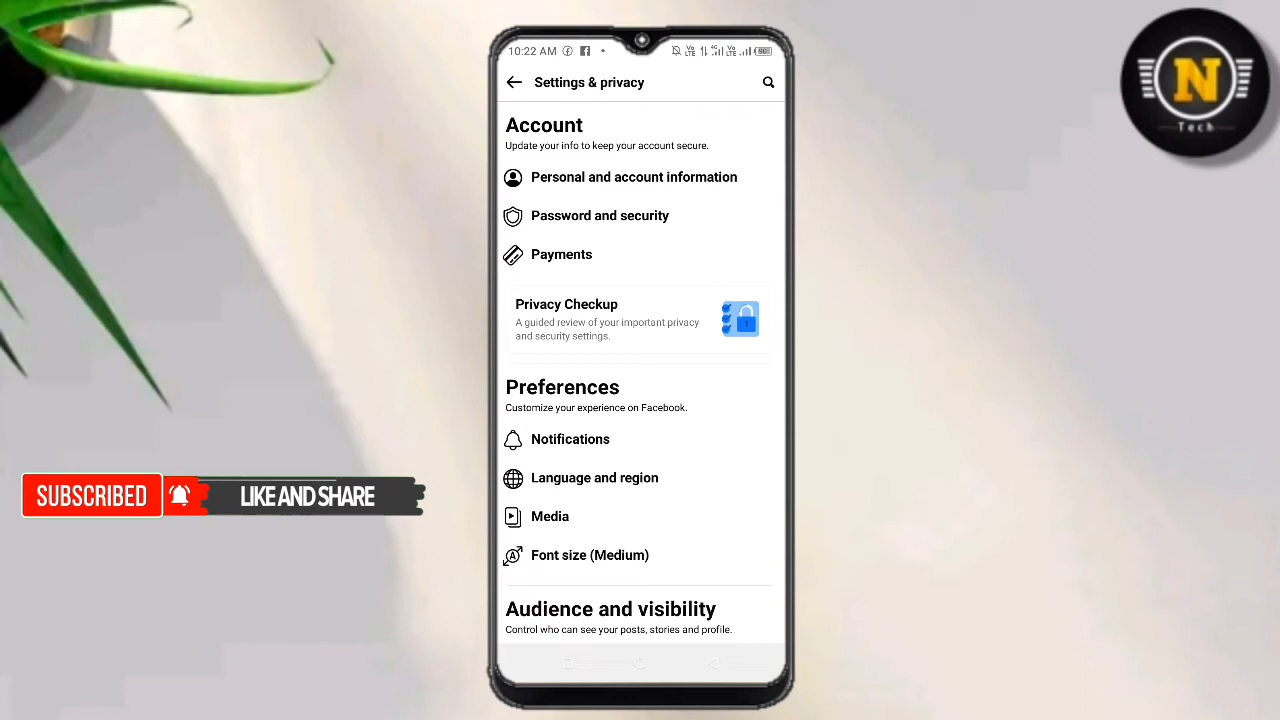 10:22 AM
Settings & privacy
Account
Update your info to keep your account secure.
Personal and account information
Password and security
Payments
Privacy Checkup
A guided review of your important privacy
and security settings.
Preferences
Customize your experience on Facebook.
Notifications
Language and region
Media
Font size (Medium)
Audience and visibility
Control who can see your posts, stories and profile.
SUBSCRIBED
LIKE AND SHARE
N
Tech